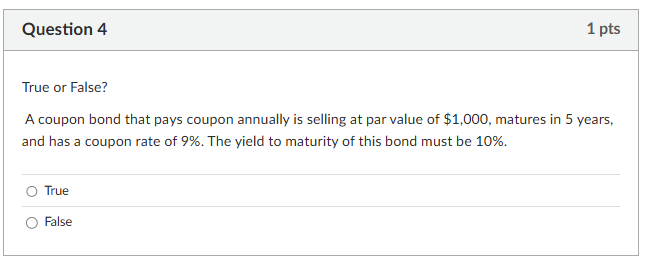 Question 4
1 pts
True or False?
A coupon bond that pays coupon annually is selling at par value of $1,000, matures in 5 years,
and has a coupon rate of 9%. The yield to maturity of this bond must be 10%.
True
False